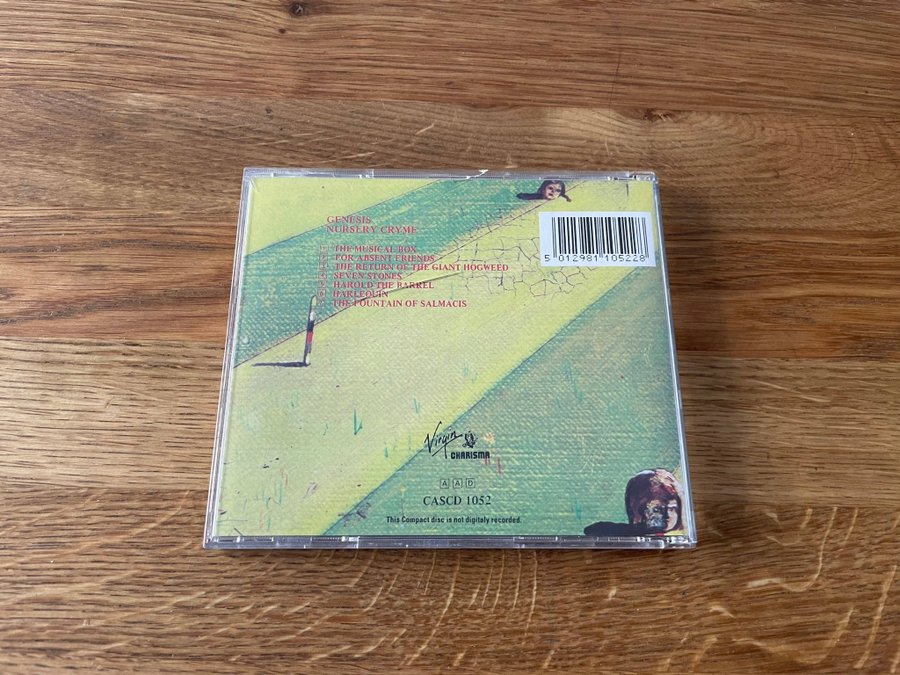 GENESIS
NURSERY CRYME
THE MUSICAL BOX
FOR ABSENT FRIENDS
THE RETURN OF THE GIANT HOGWEED
SEVEN STONES
HAROLD THE BARREL
HARLEQUIN
THE FOUNTAIN OF SALMACIS
5 012981 105228
Virgin
CHARISMA
A A D
CASCD 1052
This Compact disc is not digitaly recorded.